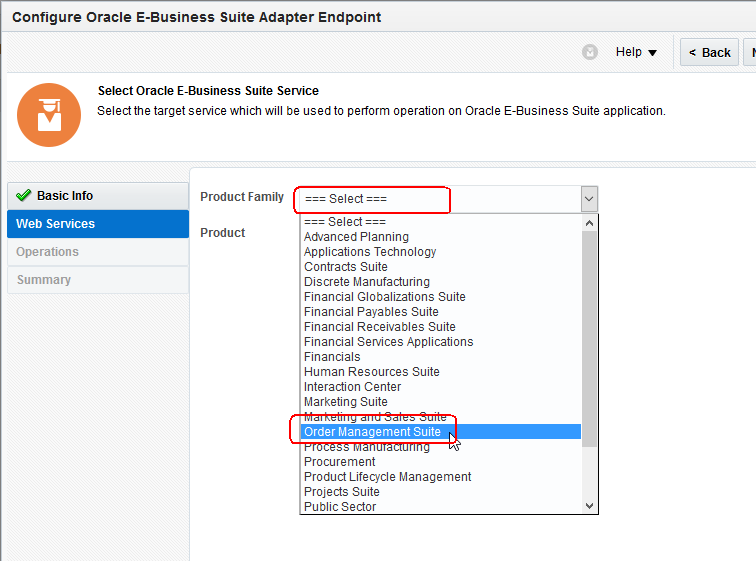 Configure Oracle E-Business Suite Adapter Endpoint
Help
< Back
Select Oracle E-Business Suite Service
Select the target service which will be used to perform operation on Oracle E-Business Suite application.
Basic Info
Web Services
Operations
Summary
Product Family
=== Select ===
Product
=== Select ===
Advanced Planning
Applications Technology
Contracts Suite
Discrete Manufacturing
Financial Globalizations Suite
Financial Payables Suite
Financial Receivables Suite
Financial Services Applications
Financials
Human Resources Suite
Interaction Center
Marketing Suite
Marketing and Sales Suite
Order Management Suite
Process Manufacturing
Procurement
Product Lifecycle Management
Projects Suite
Public Sector